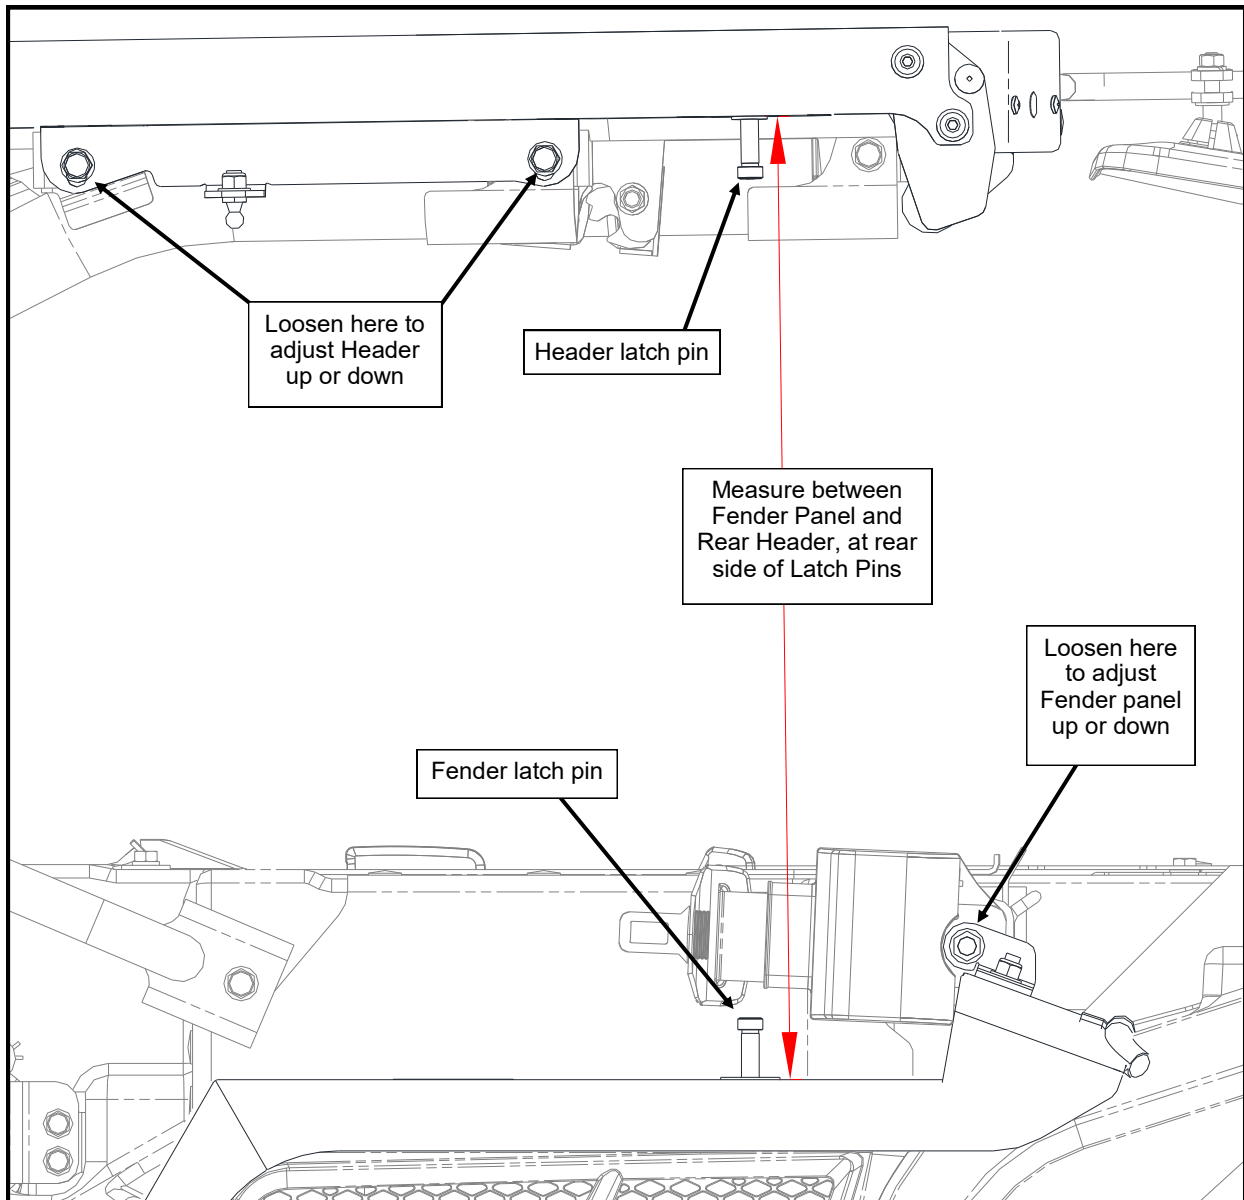 Loosen here to
adjust Header
up or down
Header latch pin
Measure between
Fender Panel and
Rear Header, at rear
side of Latch Pins
Loosen here
to adjust
Fender panel
up or down
Fender latch pin